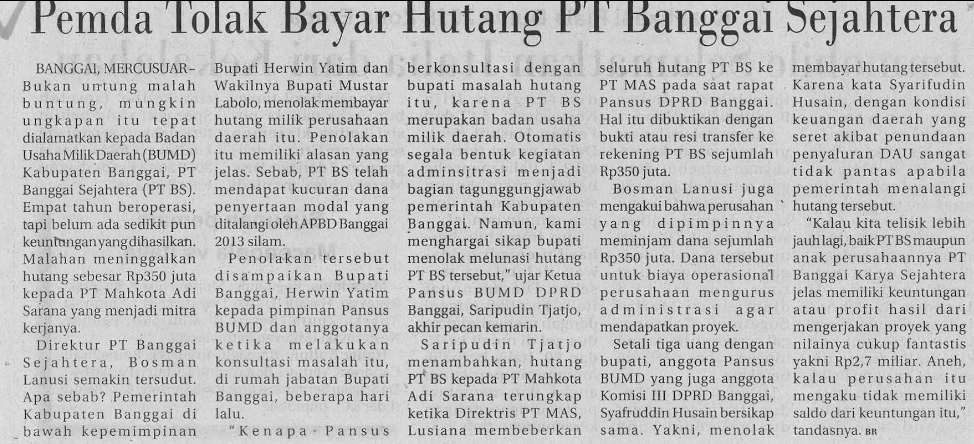 Pemda Tolak Bayar Hutang PT Banggai Sejahtera
BANGGAI, MERCUSUAR–
Bukan untung malah
buntung, mungkin
ungkapan itu tepat
dialamatkan kepada Badan
Usaha Milik Daerah (BUMD)
Kabupaten Banggai, PT
Banggai Sejahtera (PT BS).
Empat tahun beroperasi,
tapi belum ada sedikit pun
keuntungan yang dihasilkan.
Malahan meninggalkan
hutang sebesar Rp350 juta
kepada PT Mahkota Adi
Sarana yang menjadi mitra
kerjanya.
Direktur PT Banggai
Sejahtera, Bosman
Lanusi semakin tersudut.
Apa sebab? Pemerintah
Kabupaten Banggai di
bawah kepemimpinan
Bupati Herwin Yatim dan
Wakilnya Bupati Mustar
Labolo, menolak membayar
hutang milik perusahaan
daerah itu. Penolakan
itu memiliki alasan yang
jelas. Sebab, PT BS telah
mendapat kucuran dana
penyertaan modal yang
ditalangi oleh APBD Banggai
2013 silam.
Penolakan tersebut
disampaikan Bupati
Banggai, Herwin Yatim
kepada pimpinan Pansus
BUMD dan anggotanya
ketika melakukan
konsultasi masalah itu,
di rumah jabatan Bupati
Banggai, beberapa hari
lalu.
“Kenapa Pansus
berkonsultasi dengan
bupati masalah hutang
itu, karena PT BS
merupakan badan usaha
milik daerah. Otomatis
segala bentuk kegiatan
adminsitrasi menjadi
bagian tagunggungjawab
pemerintah Kabupaten
Banggai. Namun, kami
menghargai sikap bupati
menolak melunasi hutang
PT BS tersebut,” ujar Ketua
Pansus BUMD DPRD
Banggai, Saripudin Tjatjo,
akhir pecan kemarin.
Saripudin Tjatjo
menambahkan, hutang
PT BS kepada PT Mahkota
Adi Sarana terungkap
ketika Direktris PT MAS,
Lusiana membeberkan
seluruh hutang PT BS ke
PT MAS pada saat rapat
Pansus DPRD Banggai.
Hal itu dibuktikan dengan
bukti atau resi transfer ke
rekening PT BS sejumlah
Rp350 juta.
Bosman Lanusi juga
mengakui bahwa perusahan
yang dipimpinnya
meminjam dana sejumlah
Rp350 juta. Dana tersebut
untuk biaya operasional
perusahaan mengurus
administrasi agar
mendapatkan proyek.
Setali tiga uang dengan
bupati, anggota Pansus
BUMD yang juga anggota
Komisi III DPRD Banggai,
Syafruddin Husain bersikap
sama. Yakni, menolak
membayar hutang tersebut.
Karena kata Syarifudin
Husain, dengan kondisi
keuangan daerah yang
seret akibat penundaan
penyaluran DAU sangat
tidak pantas apabila
pemerintah menalangi
hutang tersebut.
“Kalau kita telisik lebih
jauh lagi, baik PT BS maupun
anak perusahaannya PT
Banggai Karya Sejahtera
jelas memiliki keuntungan
atau profit hasil dari
mengerjakan proyek yang
nilainya cukup fantastis
yakni Rp2,7 miliar. Aneh,
kalau perusahan itu
mengaku tidak memiliki
saldo dari keuntungan itu,”
tandasnya. BR